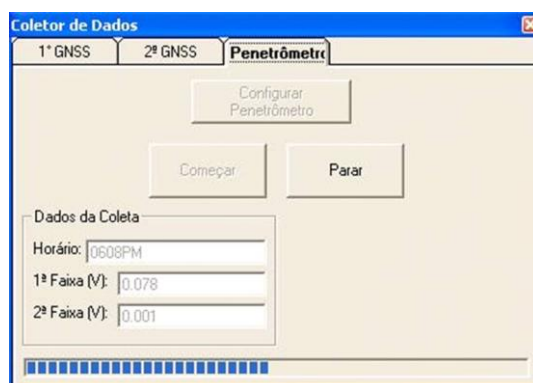 Coletor de Dados
1° GNSS 2ª GNSS Penetrômetro
Configurar
Penetrômetro
Começar Parar
Dados da Coleta
Horário: 0608PM
1ª Faixa (V): 0.078
2ª Faixa (V): 0.001